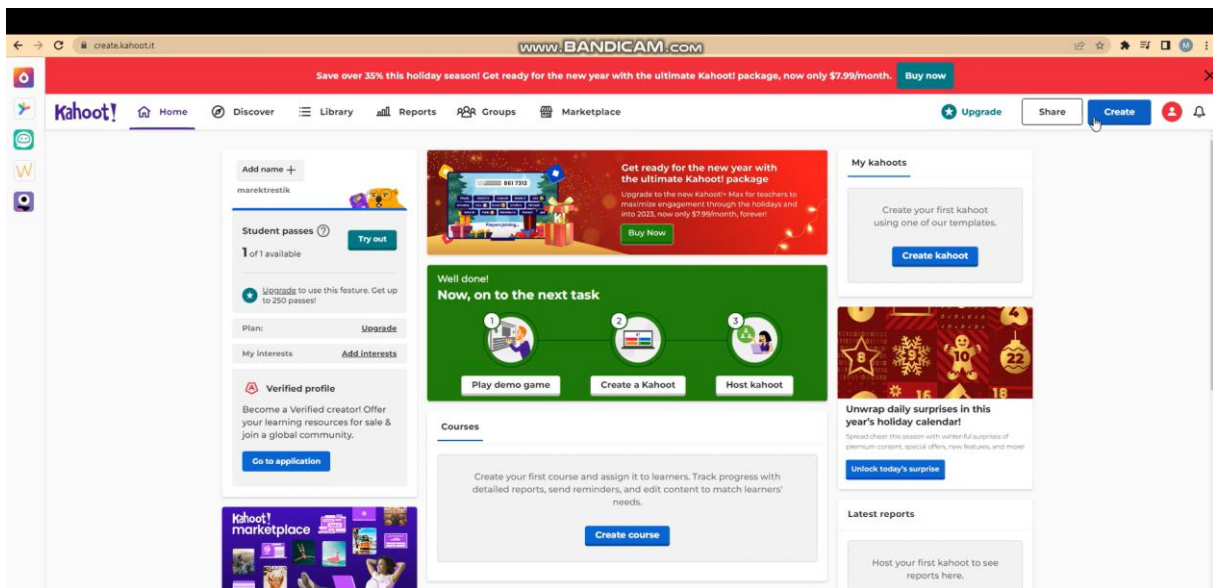 create.kahoot.it
www.BANDICAM.com
M
Save over 35% this holiday season! Get ready for the new year with the ultimate Kahoot! package, now only $7.99/month.
Buy now
Kahoot!
Home
Discover
Library
Reports
Groups
Marketplace
Upgrade
Share
Create
Add name +
marektrestik
Student passes
1 of 1 available
Try out
Upgrade to use this feature. Get up
to 250 passes!
Plan:
Upgrade
My interests
Add interests
Verified profile
Become a Verified creator! Offer
your learning resources for sale &
join a global community.
Go to application
Kahoot!
marketplace
Get ready for the new year with
the ultimate Kahoot! package
Upgrade to the new Kahoot!+ Max for teachers to
maximize engagement through the holidays and
into 2023, now only $7.99/month, forever!
Buy Now
Well done!
Now, on to the next task
1
2
3
Play demo game
Create a Kahoot
Host kahoot
Courses
Create your first course and assign it to learners. Track progress with
detailed reports, send reminders, and edit content to match learners'
needs.
Create course
My kahoots
Create your first kahoot
using one of our templates.
Create kahoot
4
8
9
10
22
16
18
Unwrap daily surprises in this
year's holiday calendar!
Spread cheer this season with winter-ful surprises of
premium content, special offers, new features, and more!
Unlock today's surprise
Latest reports
Host your first kahoot to see
reports here.